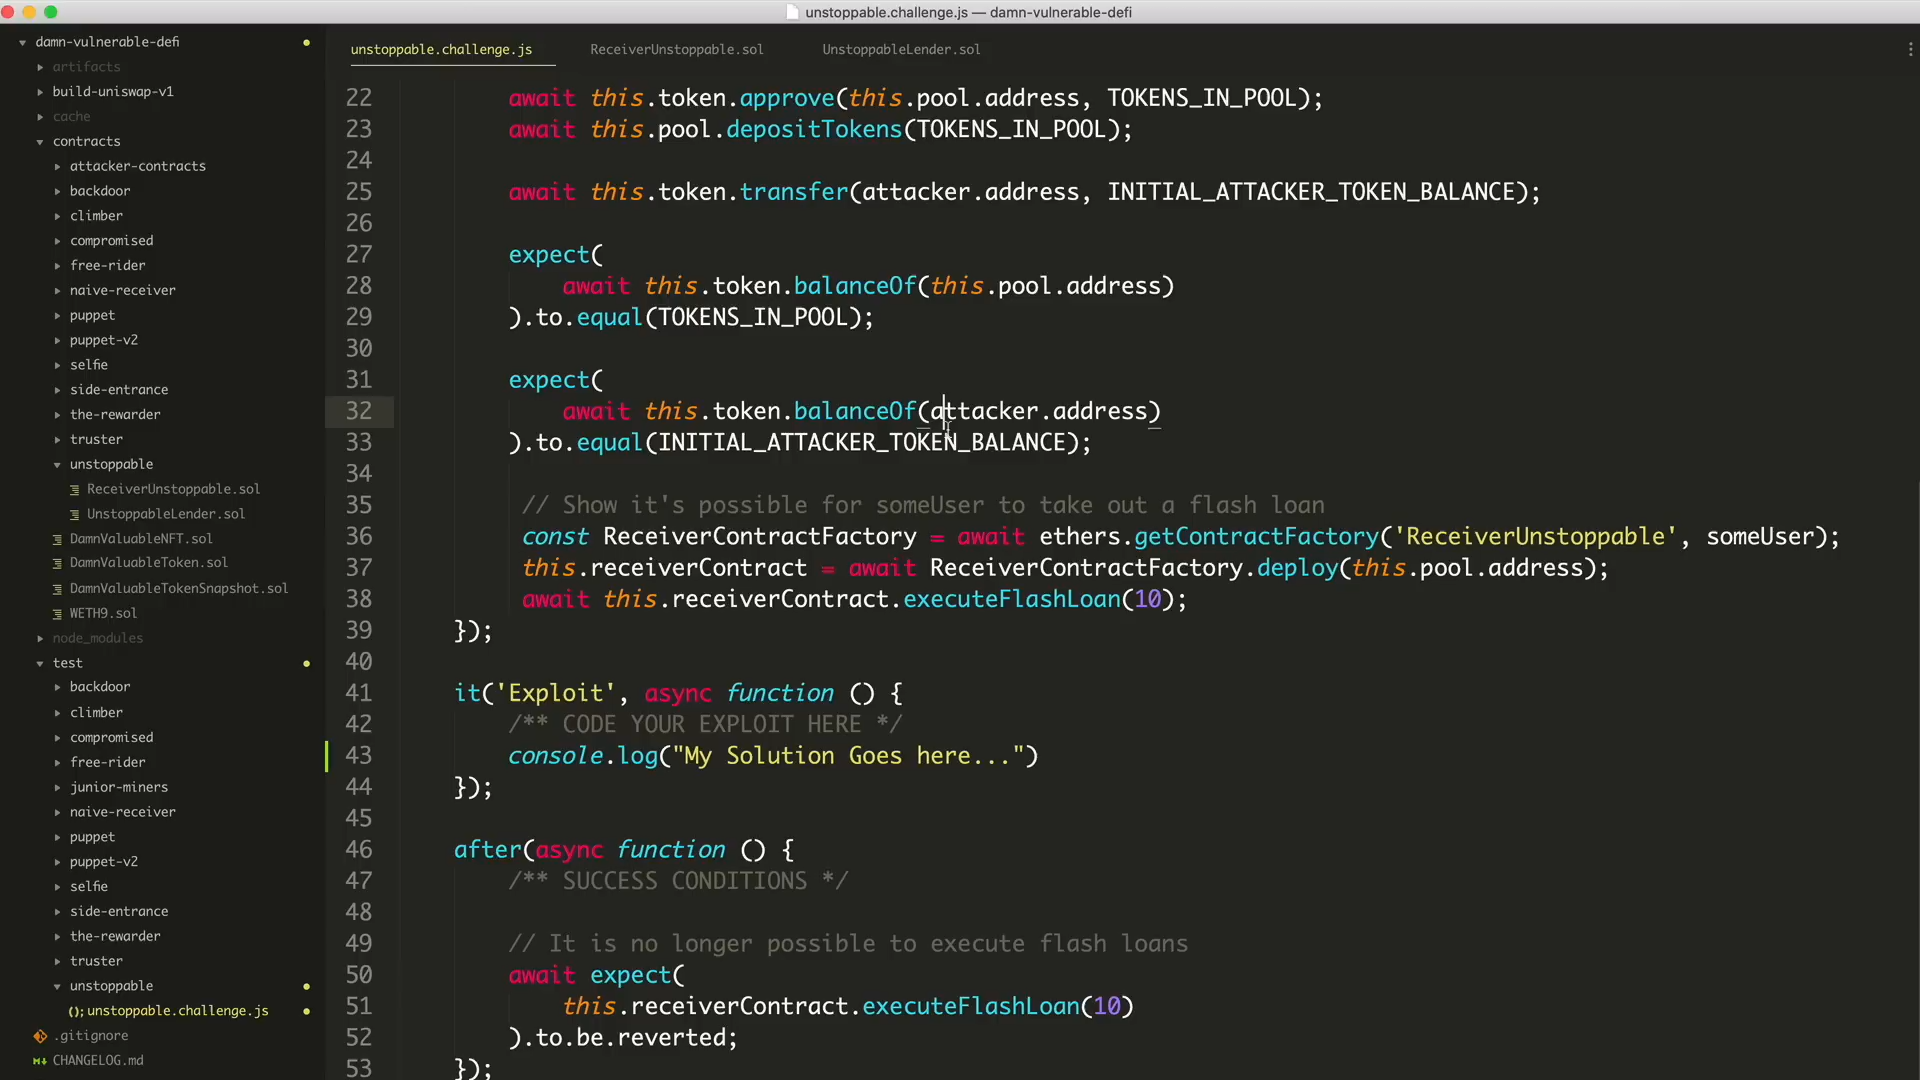 unstoppable.challenge.js — damn-vulnerable-defi
damn-vulnerable-defi
artifacts
build-uniswap-v1
cache
contracts
attacker-contracts
backdoor
climber
compromised
free-rider
naive-receiver
puppet
puppet-v2
selfie
side-entrance
the-rewarder
truster
unstoppable
ReceiverUnstoppable.sol
UnstoppableLender.sol
DamnValuableNFT.sol
DamnValuableToken.sol
DamnValuableTokenSnapshot.sol
WETH9.sol
node_modules
test
backdoor
climber
compromised
free-rider
junior-miners
naive-receiver
puppet
puppet-v2
selfie
side-entrance
the-rewarder
truster
unstoppable
(); unstoppable.challenge.js
.gitignore
CHANGELOG.md
unstoppable.challenge.js ReceiverUnstoppable.sol UnstoppableLender.sol
22 await this.token.approve(this.pool.address, TOKENS_IN_POOL);
23 await this.pool.depositTokens(TOKENS_IN_POOL);
24
25 await this.token.transfer(attacker.address, INITIAL_ATTACKER_TOKEN_BALANCE);
26
27 expect(
28 await this.token.balanceOf(this.pool.address)
29 ).to.equal(TOKENS_IN_POOL);
30
31 expect(
32 await this.token.balanceOf(attacker.address)
33 ).to.equal(INITIAL_ATTACKER_TOKEN_BALANCE);
34
35 // Show it's possible for someUser to take out a flash loan
36 const ReceiverContractFactory = await ethers.getContractFactory('ReceiverUnstoppable', someUser);
37 this.receiverContract = await ReceiverContractFactory.deploy(this.pool.address);
38 await this.receiverContract.executeFlashLoan(10);
39 });
40
41 it('Exploit', async function () {
42 /** CODE YOUR EXPLOIT HERE */
43 console.log("My Solution Goes here...")
44 });
45
46 after(async function () {
47 /** SUCCESS CONDITIONS */
48
49 // It is no longer possible to execute flash loans
50 await expect(
51 this.receiverContract.executeFlashLoan(10)
52 ).to.be.reverted;
53 });